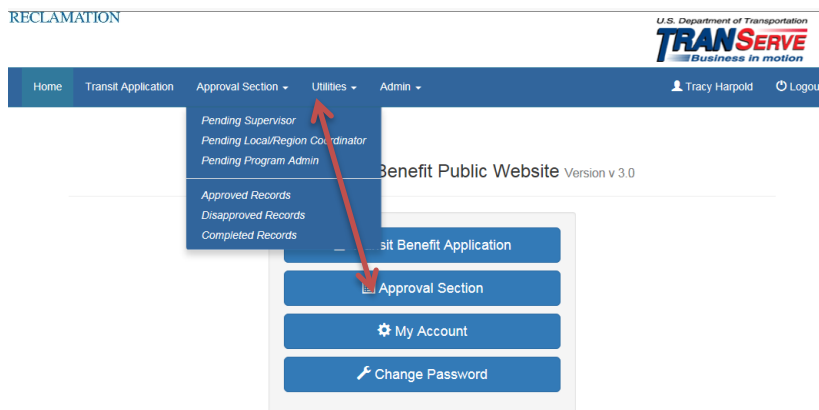 RECLAMATION
U.S. Department of Transportation
TRANSERVE
Business in motion
Home Transit Application Approval Section Utilities Admin Tracy Harpold Logou
Pending Supervisor
Pending Local/Region Coordinator
Pending Program Admin
Benefit Public Website Version v 3.0
Approved Records
Disapproved Records
Completed Records
sit Benefit Application
Approval Section
My Account
Change Password